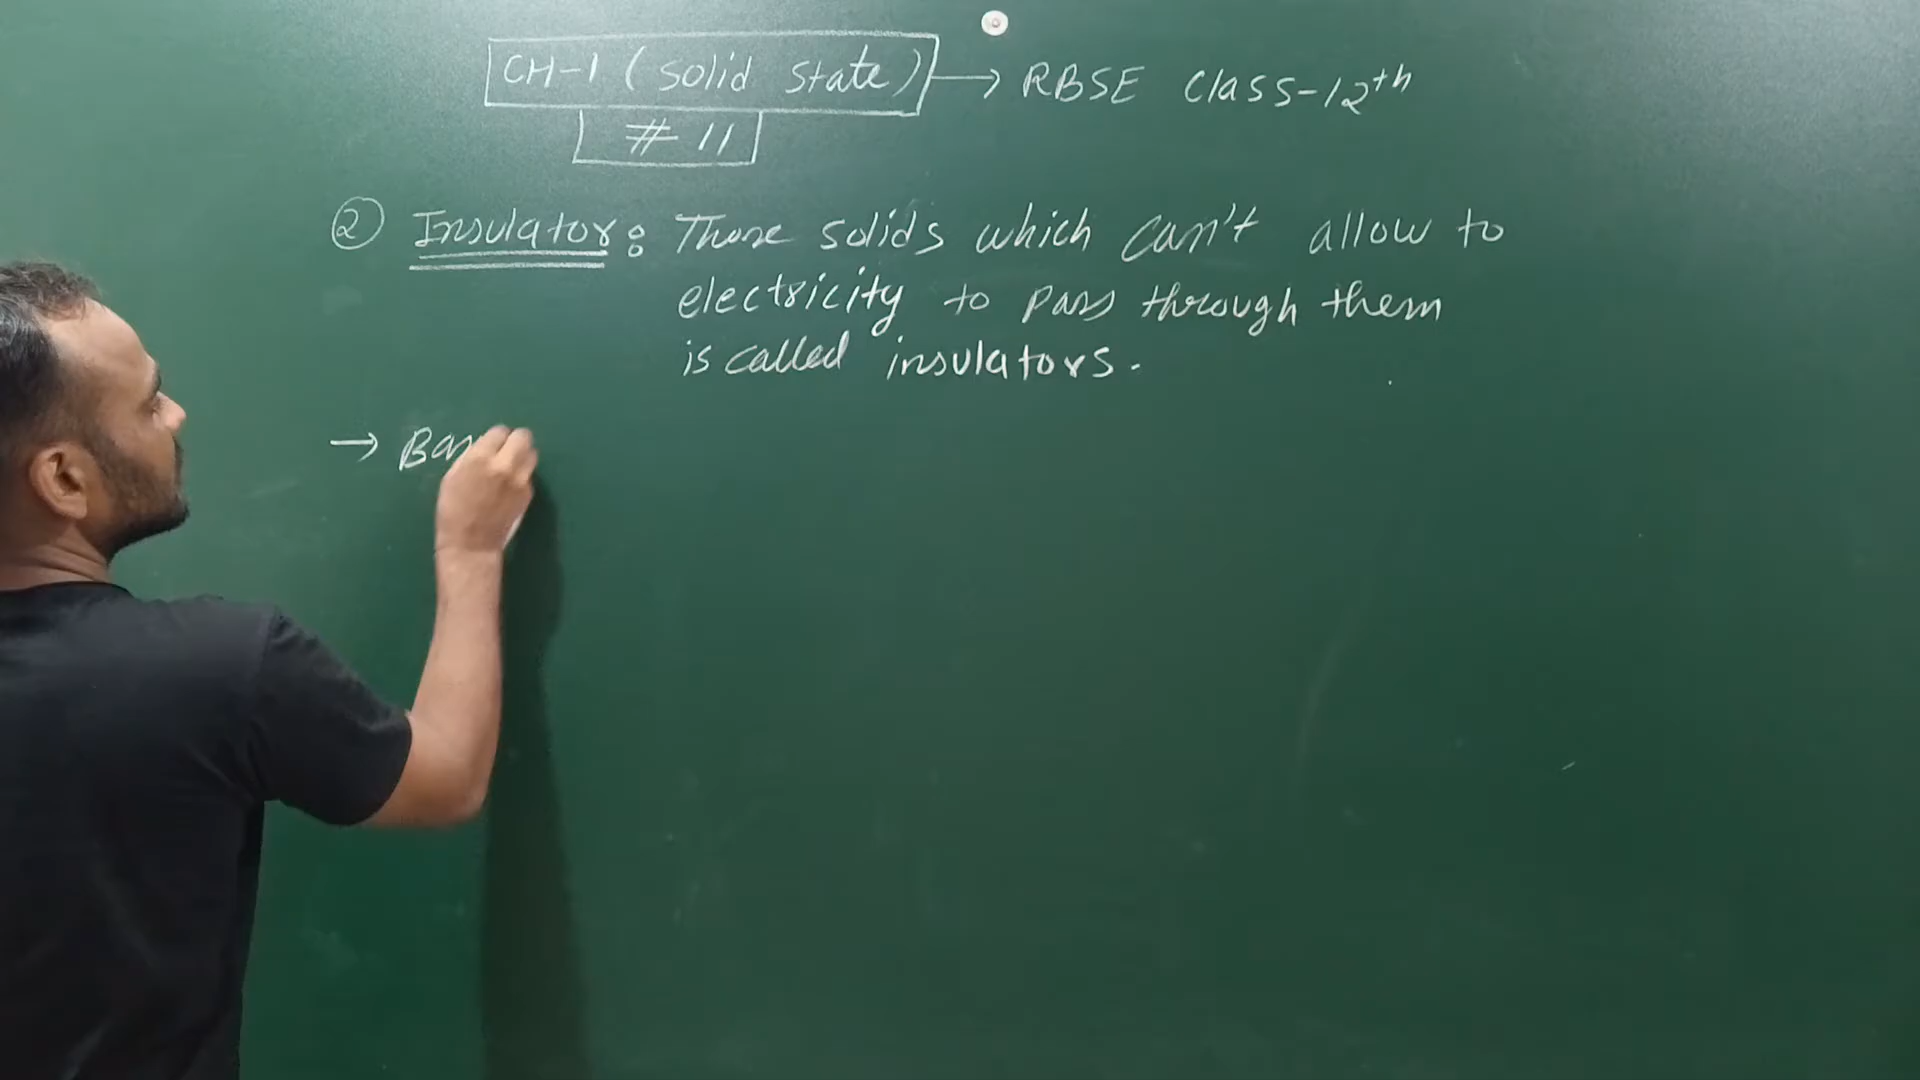 CH-1 (Solid State) → RBSE Class-12th
# 11
② Insulator: Those solids which can't allow to
electricity to pass through them
is called insulators.
→